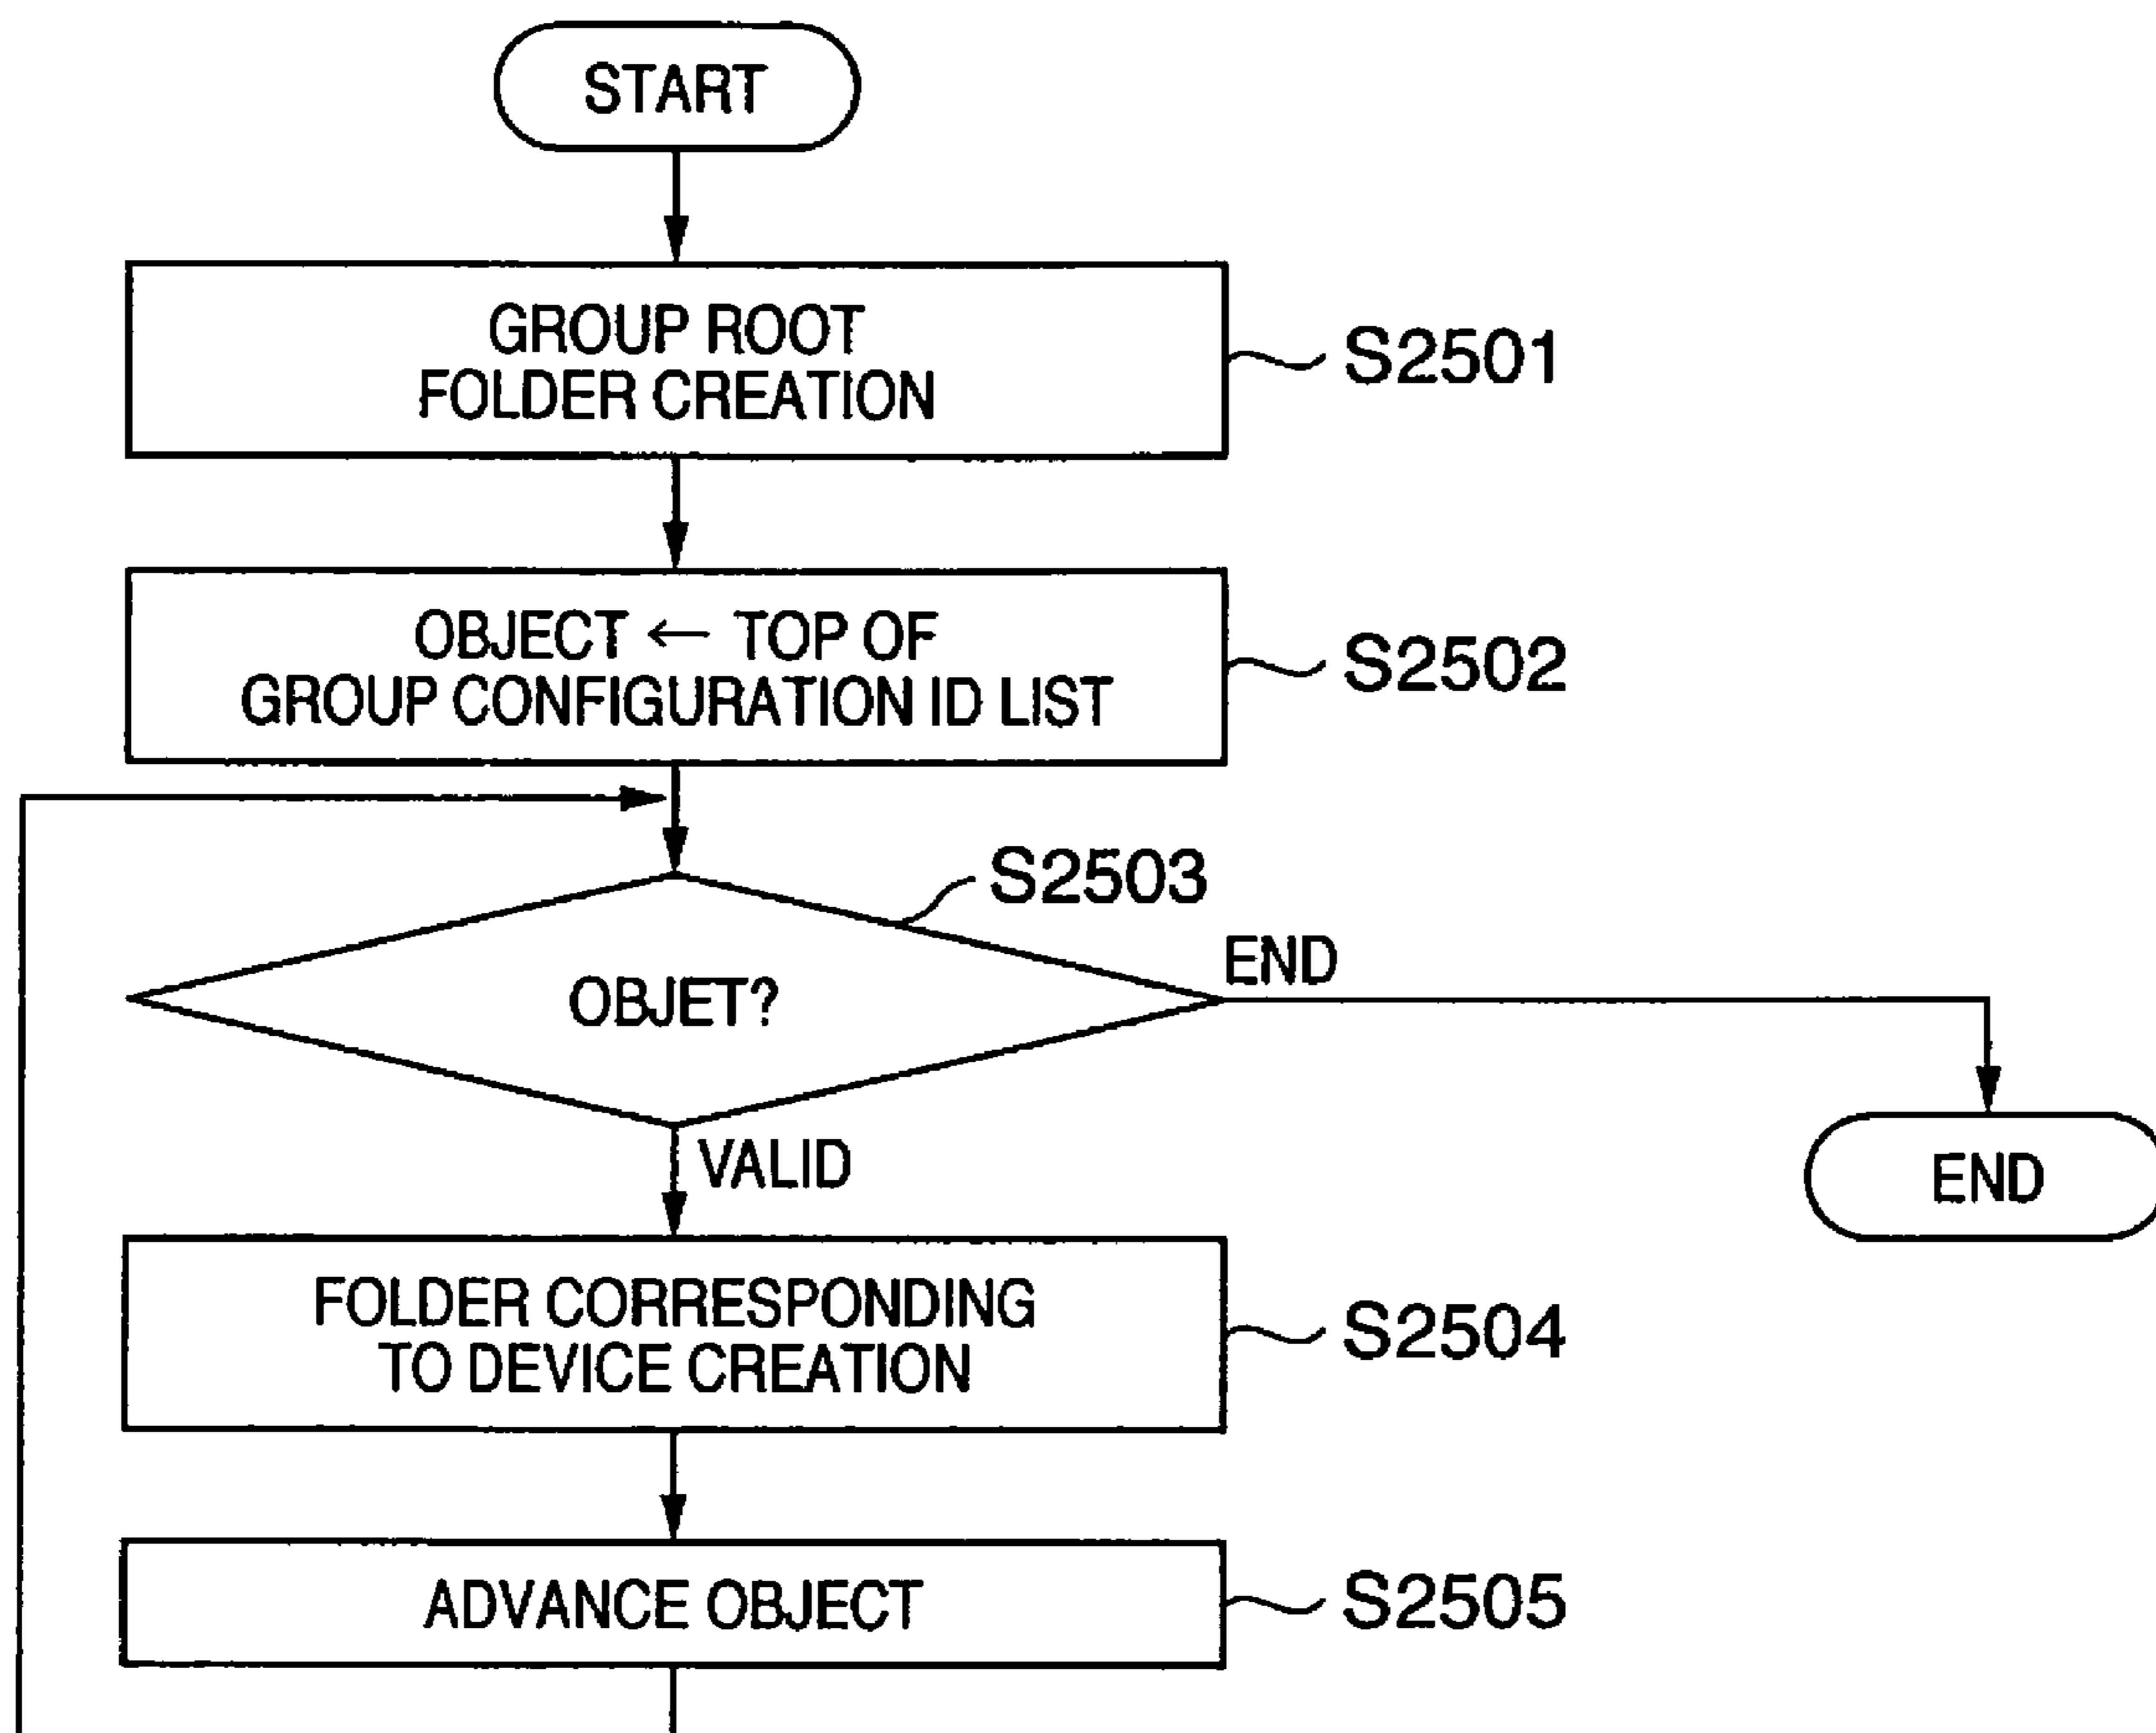 START
GROUP ROOT
FOLDER CREATION
S2501
OBJECT ← TOP OF
GROUP CONFIGURATION ID LIST
S2502
S2503
OBJET?
END
VALID
END
FOLDER CORRESPONDING
TO DEVICE CREATION
S2504
ADVANCE OBJECT
S2505